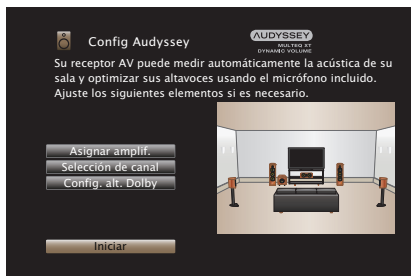 Config Audyssey
AUDYSSEY
MULTEQ XT
DYNAMIC VOLUME
Su receptor AV puede medir automáticamente la acústica de su
sala y optimizar sus altavoces usando el micrófono incluido.
Ajuste los siguientes elementos si es necesario.
Asignar amplif.
Selección de canal
Config. alt. Dolby
Iniciar